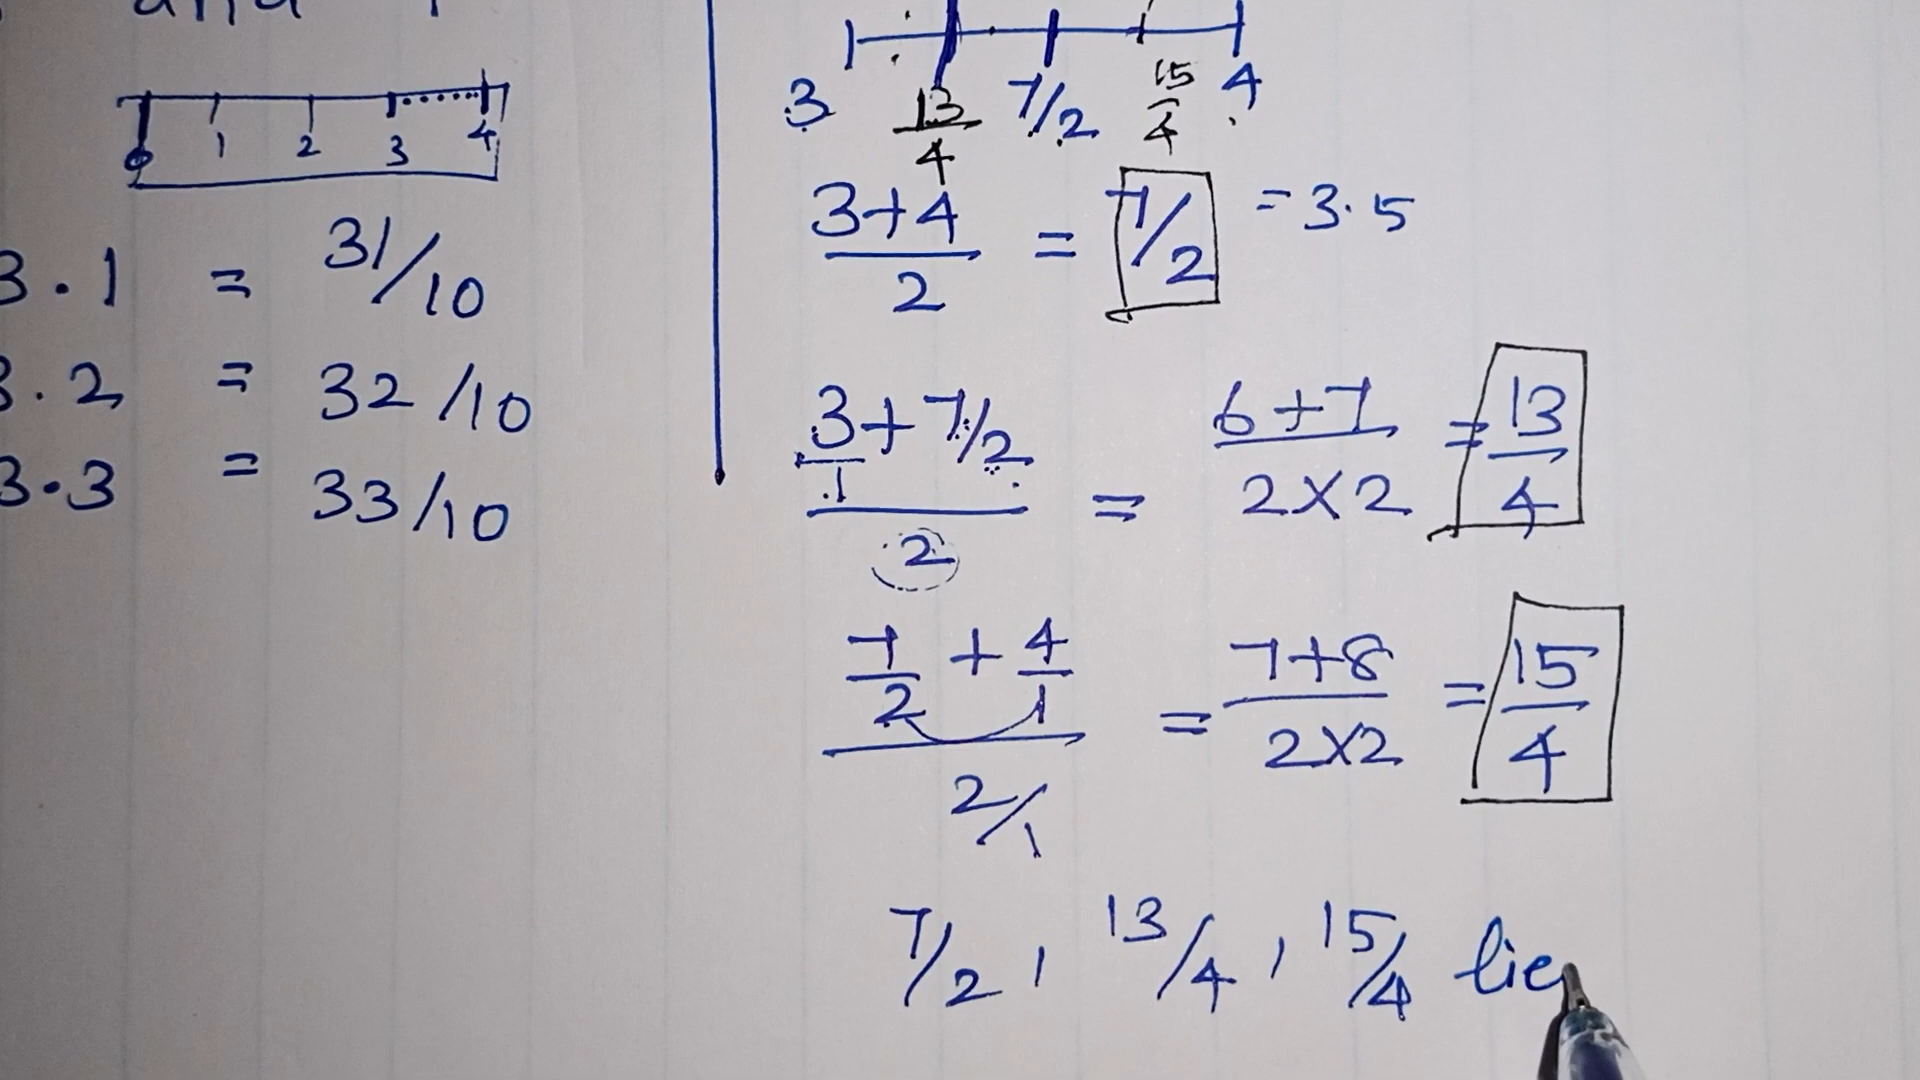 and
0 1 2 3 4
3.1 = 31/10
3.2 = 32/10
3.3 = 33/10
3 13/4 7/2 15/4 4
(3+4)/2 = 7/2 = 3.5
(3/1+7/2)/2 = (6+7)/(2×2) = 13/4
(7/2+4/1)/(2/1) = (7+8)/(2×2) = 15/4
7/2, 13/4, 15/4 lie